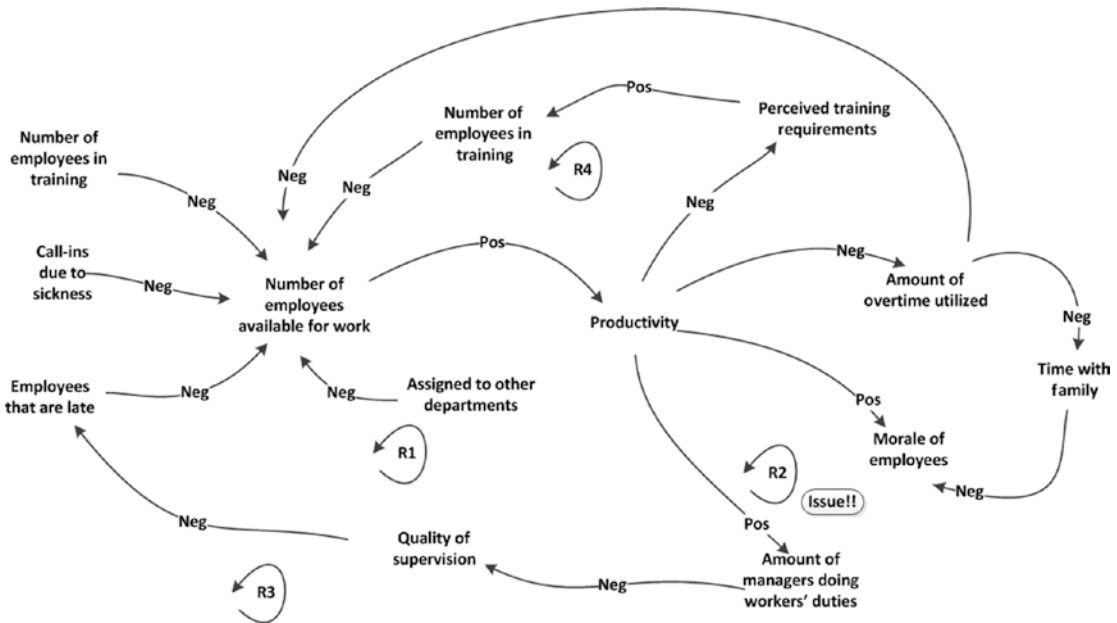 Pos
Number of
employees in
training
Perceived training
requirements
Number of
employees in
training
R4
Neg
Neg
Neg
Neg
Pos
Neg
Call-ins
due to
sickness
Neg
Number of
employees
available for work
Amount of
overtime utilized
Productivity
Neg
Employees
that are late
Neg
Neg
Assigned to other
departments
Time with
family
Pos
R1
Morale of
employees
R2
Neg
Issue!!
Neg
Pos
Quality of
supervision
Amount of
managers doing
workers' duties
Neg
R3